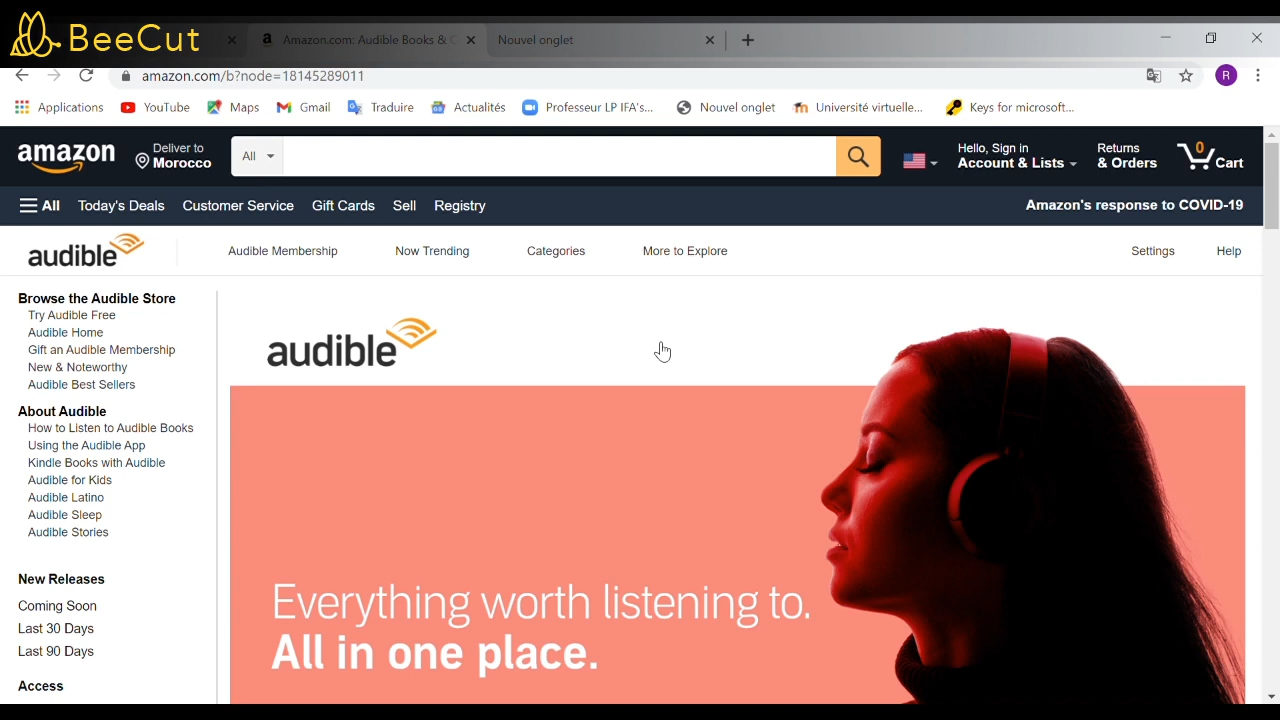 BeeCut
Amazon.com: Audible Books &
Nouvel onglet
amazon.com/b?node=18145289011
R
Applications
YouTube
Maps
Gmail
Traduire
Actualités
Professeur LP IFA's...
Nouvel onglet
Université virtuelle...
Keys for microsoft...
amazon
Deliver to
Morocco
All
Hello, Sign in
Account & Lists
Returns
& Orders
0
Cart
All
Today's Deals
Customer Service
Gift Cards
Sell
Registry
Amazon's response to COVID-19
audible
Audible Membership
Now Trending
Categories
More to Explore
Settings
Help
Browse the Audible Store
Try Audible Free
Audible Home
Gift an Audible Membership
New & Noteworthy
Audible Best Sellers
About Audible
How to Listen to Audible Books
Using the Audible App
Kindle Books with Audible
Audible for Kids
Audible Latino
Audible Sleep
Audible Stories
New Releases
Coming Soon
Last 30 Days
Last 90 Days
Access
audible
Everything worth listening to.
All in one place.